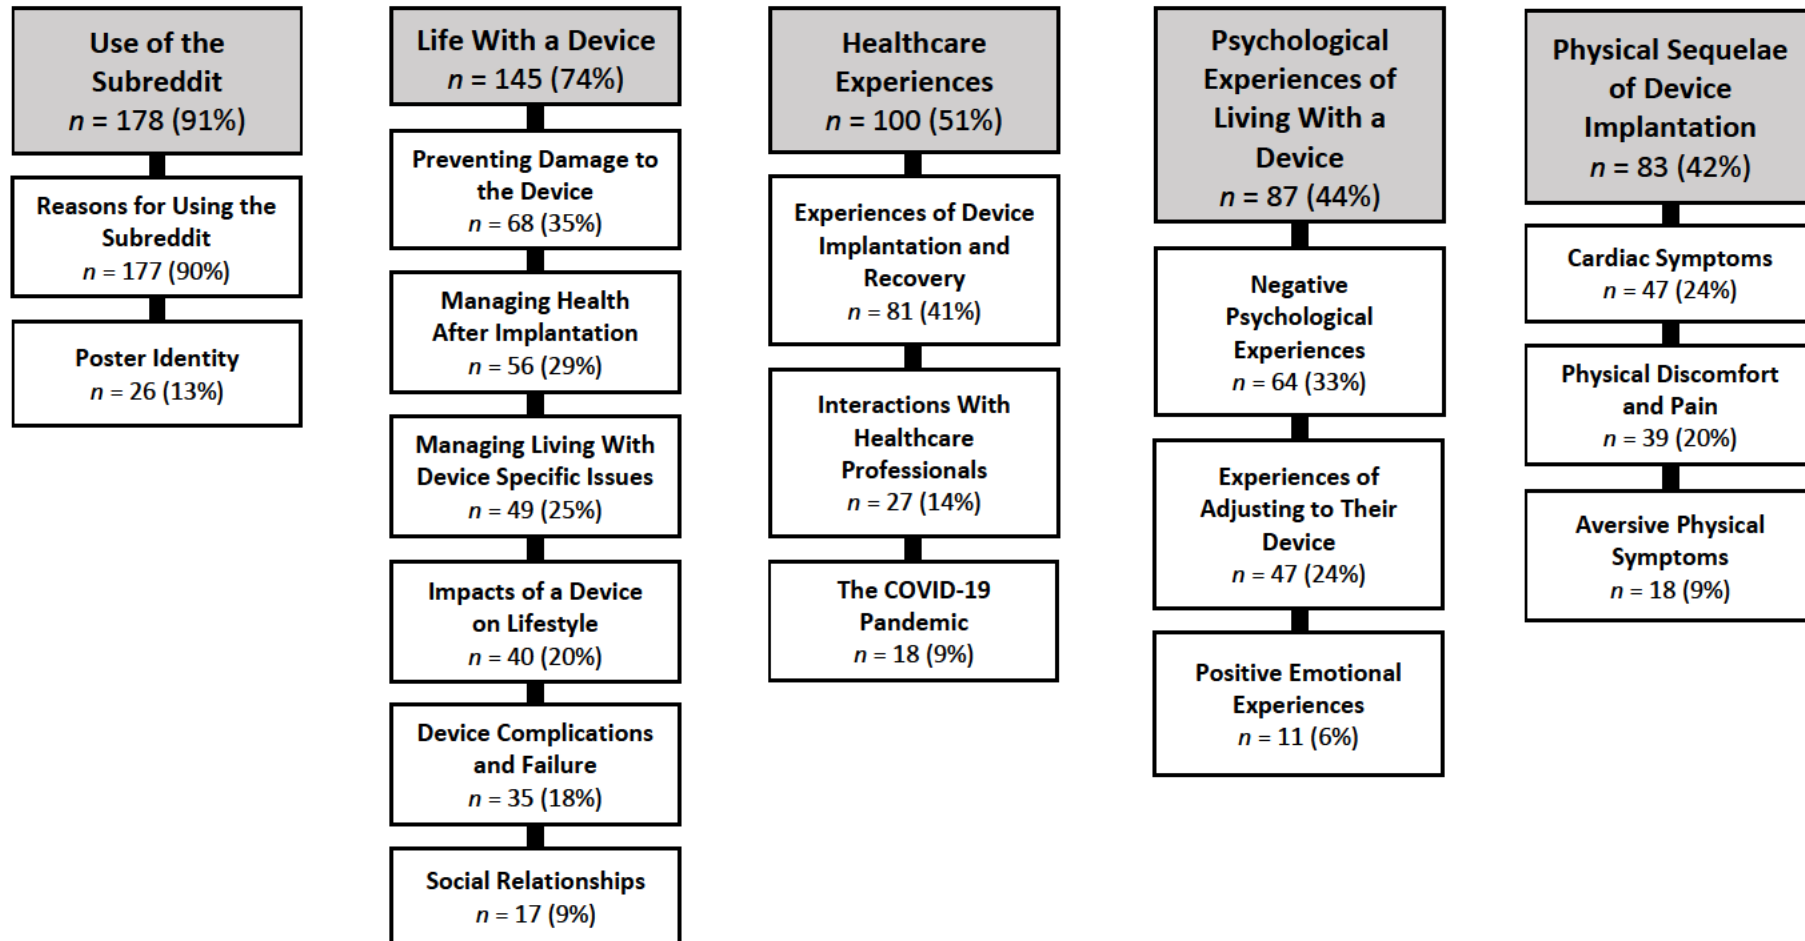 Use of the
Subreddit
n = 178 (91%)
Reasons for Using the
Subreddit
n = 177 (90%)
Poster Identity
n = 26 (13%)
Life With a Device
n = 145 (74%)
Preventing Damage to
the Device
n = 68 (35%)
Managing Health
After Implantation
n = 56 (29%)
Managing Living With
Device Specific Issues
n = 49 (25%)
Impacts of a Device
on Lifestyle
n = 40 (20%)
Device Complications
and Failure
n = 35 (18%)
Social Relationships
n = 17 (9%)
Healthcare
Experiences
n = 100 (51%)
Experiences of Device
Implantation and
Recovery
n = 81 (41%)
Interactions With
Healthcare
Professionals
n = 27 (14%)
The COVID-19
Pandemic
n = 18 (9%)
Psychological
Experiences of
Living With a
Device
n = 87 (44%)
Negative
Psychological
Experiences
n = 64 (33%)
Experiences of
Adjusting to Their
Device
n = 47 (24%)
Positive Emotional
Experiences
n = 11 (6%)
Physical Sequelae
of Device
Implantation
n = 83 (42%)
Cardiac Symptoms
n = 47 (24%)
Physical Discomfort
and Pain
n = 39 (20%)
Aversive Physical
Symptoms
n = 18 (9%)